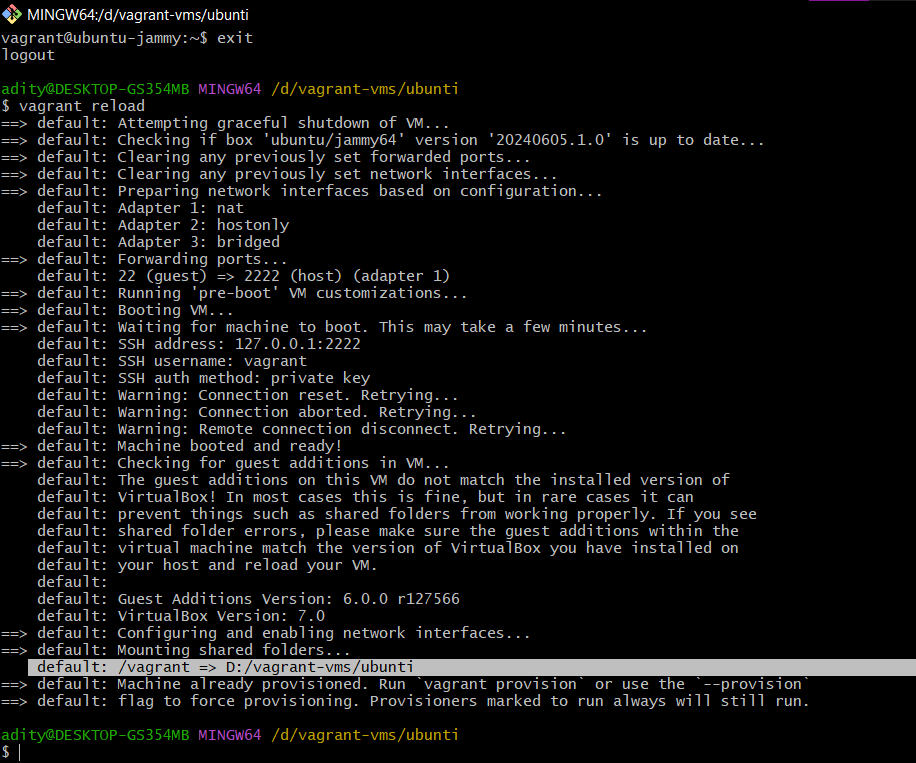 MINGW64:/d/vagrant-vms/ubunti
vagrant@ubuntu-jammy:~$ exit
logout
adity@DESKTOP-GS354MB MINGW64 /d/vagrant-vms/ubunti
$ vagrant reload
==> default: Attempting graceful shutdown of VM...
==> default: Checking if box 'ubuntu/jammy64' version '20240605.1.0' is up to date...
==> default: Clearing any previously set forwarded ports...
==> default: Clearing any previously set network interfaces...
==> default: Preparing network interfaces based on configuration...
    default: Adapter 1: nat
    default: Adapter 2: hostonly
    default: Adapter 3: bridged
==> default: Forwarding ports...
    default: 22 (guest) => 2222 (host) (adapter 1)
==> default: Running 'pre-boot' VM customizations...
==> default: Booting VM...
==> default: Waiting for machine to boot. This may take a few minutes...
    default: SSH address: 127.0.0.1:2222
    default: SSH username: vagrant
    default: SSH auth method: private key
    default: Warning: Connection reset. Retrying...
    default: Warning: Connection aborted. Retrying...
    default: Warning: Remote connection disconnect. Retrying...
==> default: Machine booted and ready!
==> default: Checking for guest additions in VM...
    default: The guest additions on this VM do not match the installed version of
    default: VirtualBox! In most cases this is fine, but in rare cases it can
    default: prevent things such as shared folders from working properly. If you see
    default: shared folder errors, please make sure the guest additions within the
    default: virtual machine match the version of VirtualBox you have installed on
    default: your host and reload your VM.
    default:
    default: Guest Additions Version: 6.0.0 r127566
    default: VirtualBox Version: 7.0
==> default: Configuring and enabling network interfaces...
==> default: Mounting shared folders...
    default: /vagrant => D:/vagrant-vms/ubunti
==> default: Machine already provisioned. Run `vagrant provision` or use the `--provision`
==> default: flag to force provisioning. Provisioners marked to run always will still run.
adity@DESKTOP-GS354MB MINGW64 /d/vagrant-vms/ubunti
$